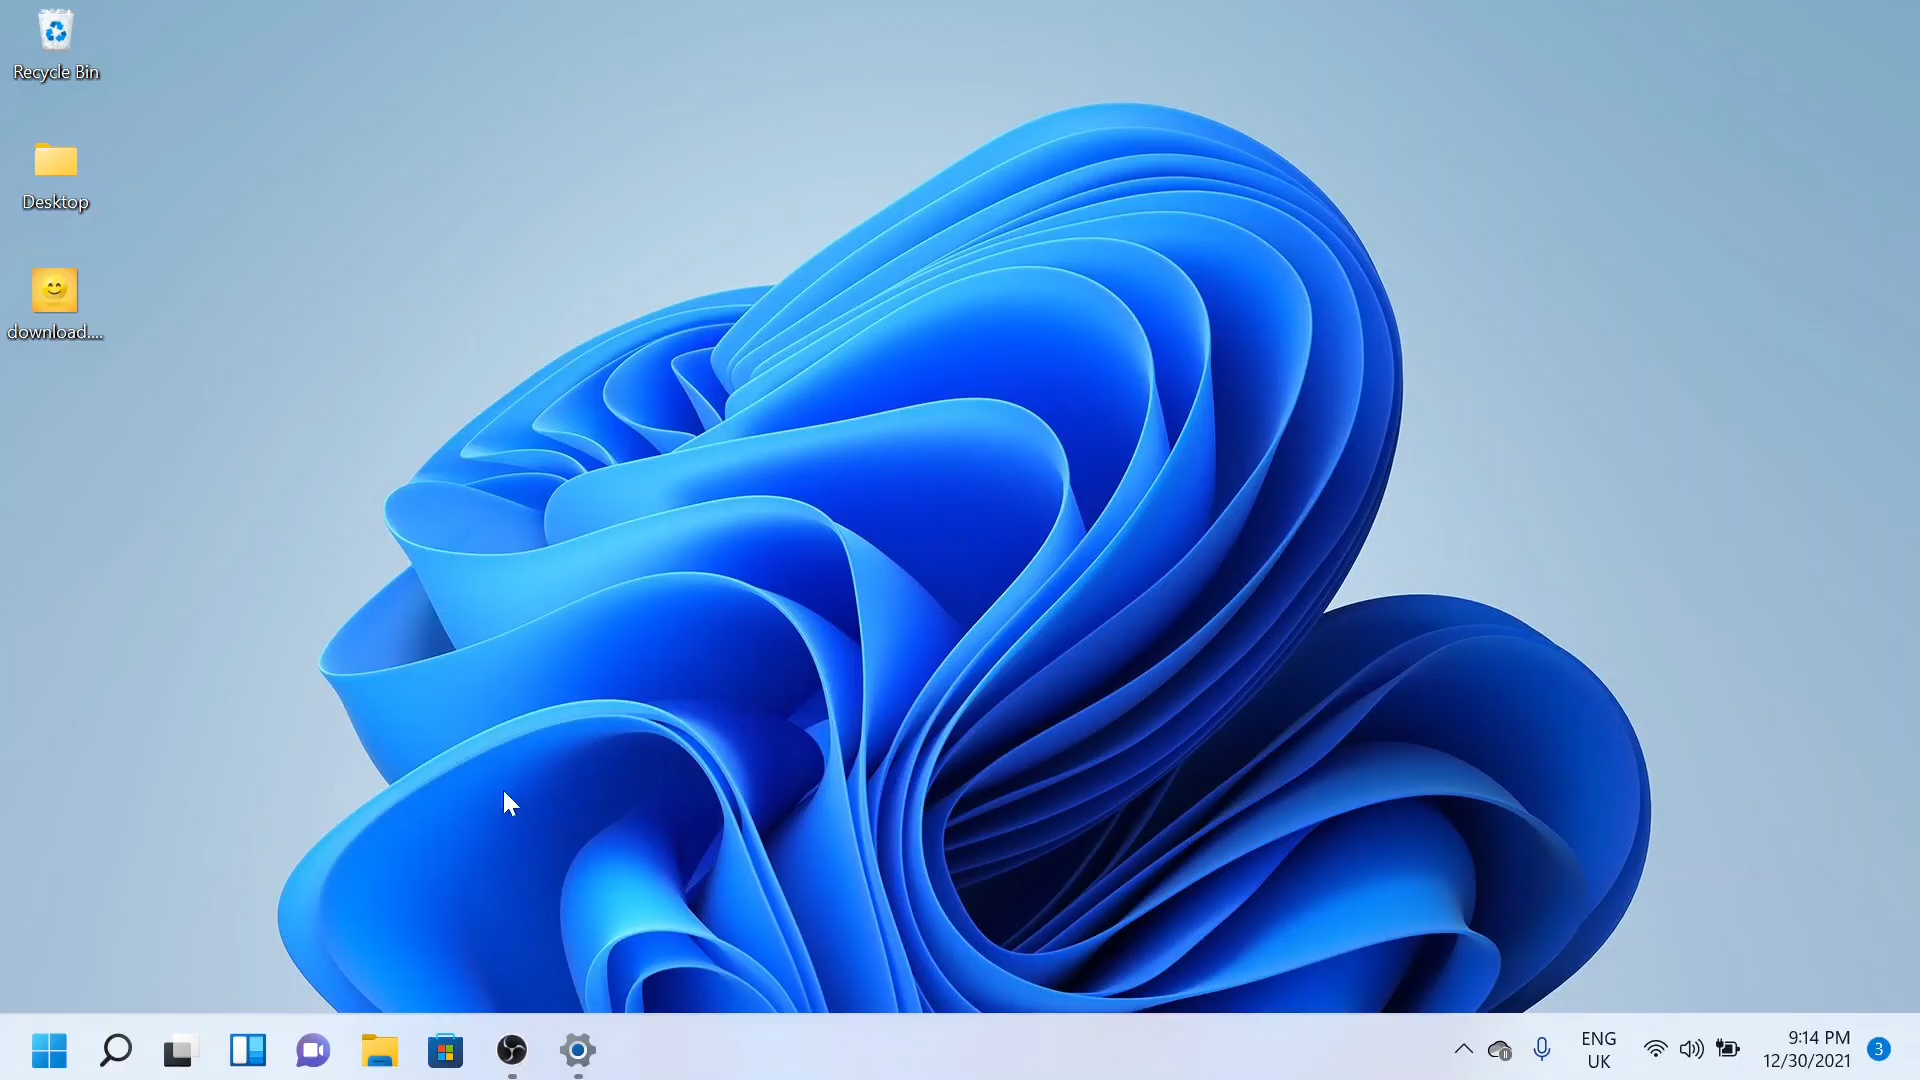 Recycle Bin
Desktop
download....
ENG
UK
9:14 PM
12/30/2021
3